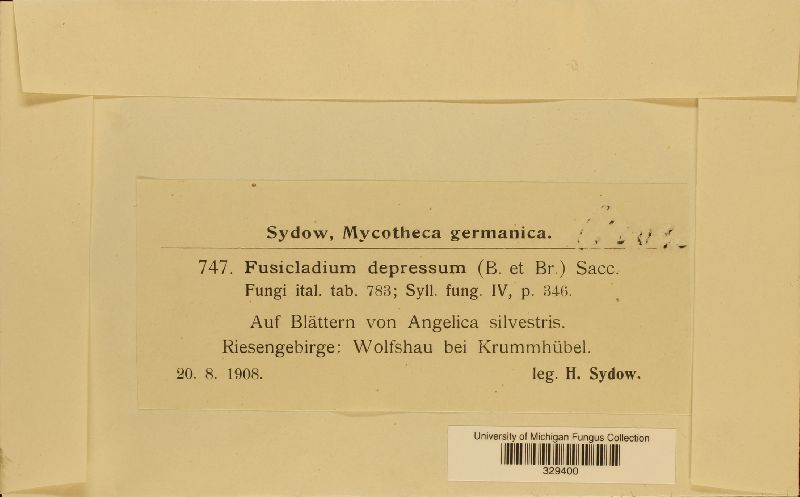 Sydow, Mycotheca germanica.
747. Fusicladium depressum (B. et Br.) Sacc.
Fungi ital. tab. 783; Syll. fung. IV, p. 346.
Auf Blättern von Angelica silvestris.
Riesengebirge: Wolfshau bei Krummhübel.
20. 8. 1908. leg. H. Sydow.
University of Michigan Fungus Collection
329400